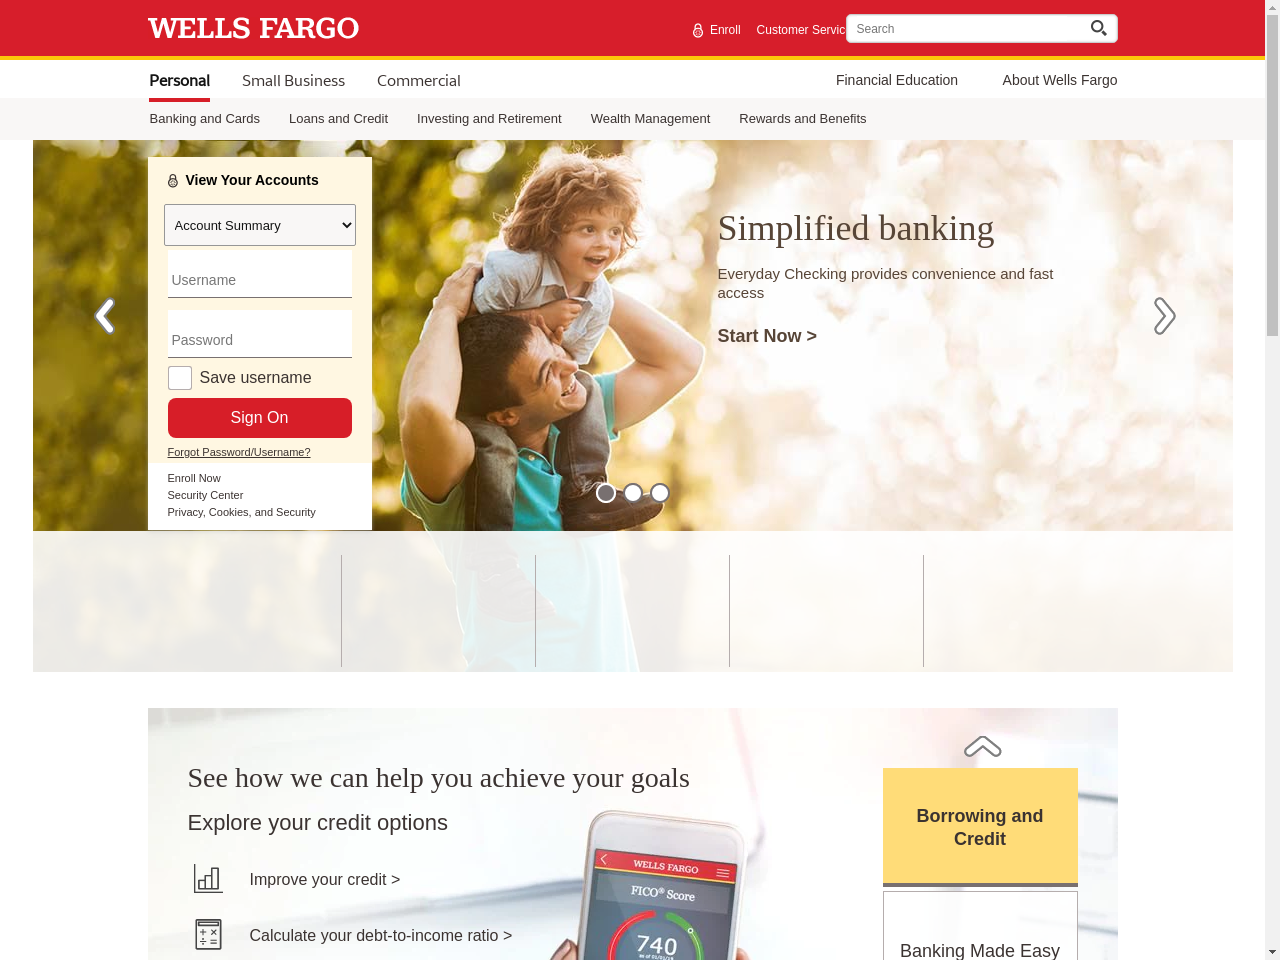 WELLS FARGO
Enroll
Customer Servic
Search
Personal
Small Business
Commercial
Financial Education
About Wells Fargo
Banking and Cards
Loans and Credit
Investing and Retirement
Wealth Management
Rewards and Benefits
View Your Accounts
Account Summary
Username
Password
Save username
Sign On
Forgot Password/Username?
Enroll Now
Security Center
Privacy, Cookies, and Security
Simplified banking
Everyday Checking provides convenience and fast
access
Start Now >
See how we can help you achieve your goals
Explore your credit options
Improve your credit >
Calculate your debt-to-income ratio >
WELLS FARGO
FICO® Score
740
as of 01/01/18
Borrowing and
Credit
Banking Made Easy